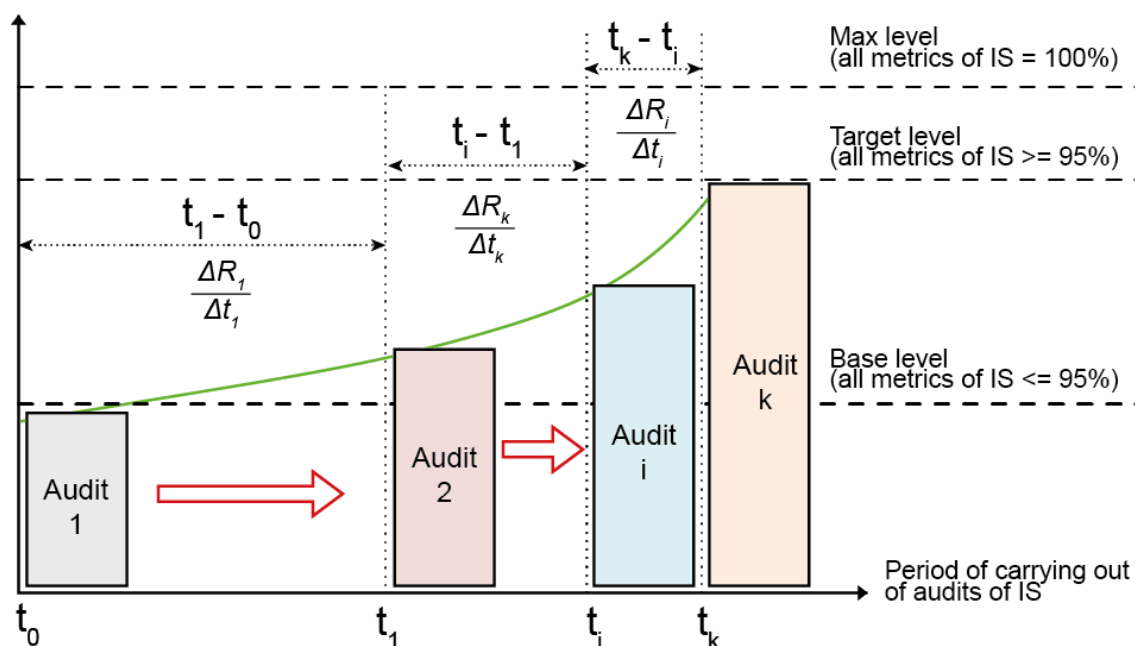 t_k - t_i
Max level
(all metrics of IS = 100%)
ΔR_i
Δt_i
t_i - t_1
Target level
(all metrics of IS >= 95%)
ΔR_k
Δt_k
t_1 - t_0
ΔR_1
Δt_1
Base level
(all metrics of IS <= 95%)
Audit
1
Audit
2
Audit
i
Audit
k
Period of carrying out
of audits of IS
t_0
t_1
t_i
t_k